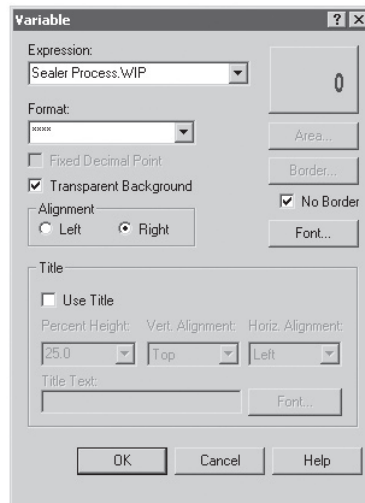 Variable
Expression:
Sealer Process.WIP
0
Format:
****
Area...
Fixed Decimal Point
Border...
Transparent Background
No Border
Alignment
Left Right
Font...
Title
Use Title
Percent Height: Vert. Alignment: Horiz. Alignment:
25.0 Top Left
Title Text:
Font...
OK Cancel Help